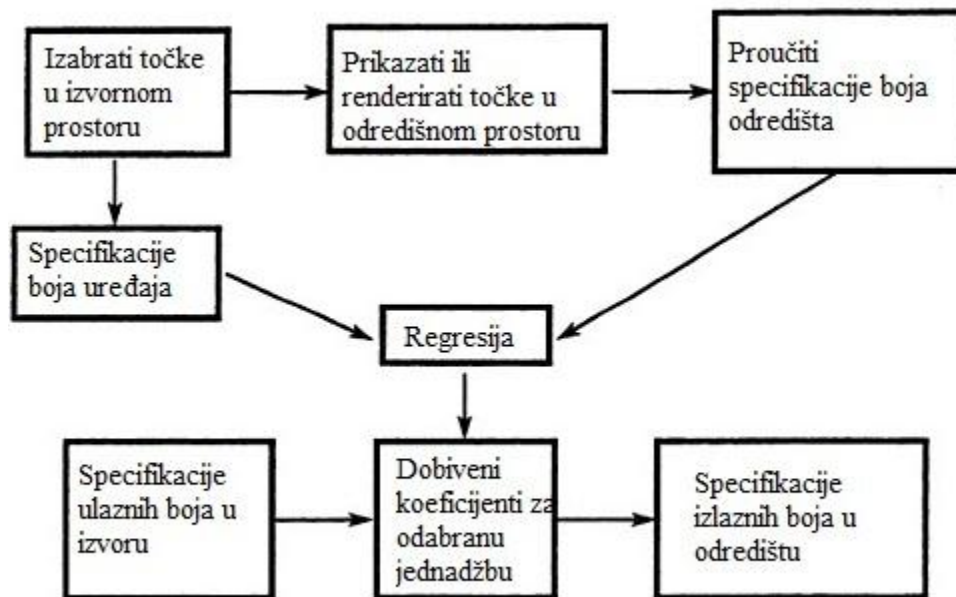 Izabrati točke
u izvornom
prostoru
Prikazati ili
renderirati točke u
odredišnom prostoru
Proučiti
specifikacije boja
odredišta
Specifikacije
boja uređaja
Regresija
Specifikacije
ulaznih boja u
izvoru
Dobiveni
koeficijenti za
odabranu
jednadžbu
Specifikacije
izlaznih boja u
odredištu